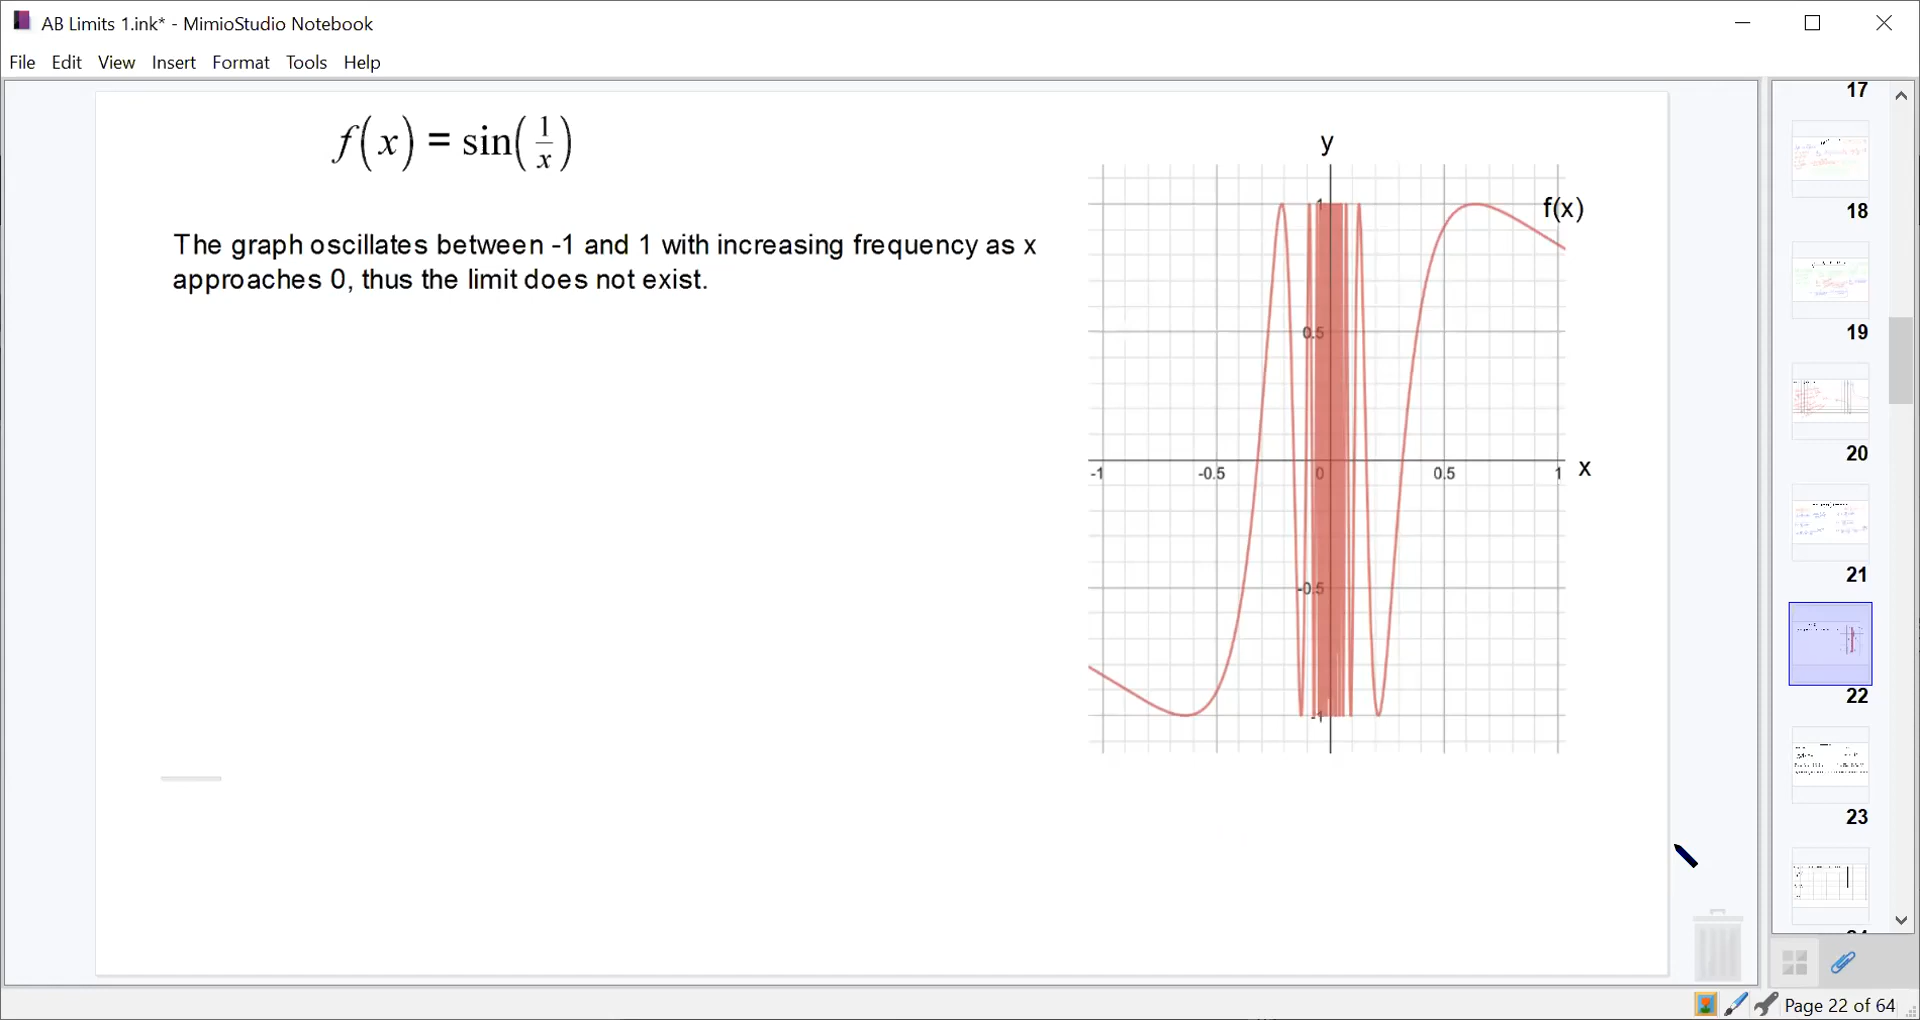 AB Limits 1.ink* - MimioStudio Notebook
File Edit View Insert Format Tools Help
f(x) = sin(1/x)
The graph oscillates between -1 and 1 with increasing frequency as x
approaches 0, thus the limit does not exist.
y
f(x)
1
0.5
-1 -0.5 0 0.5 1 x
-0.5
-1
17
18
19
20
21
22
23
Page 22 of 64